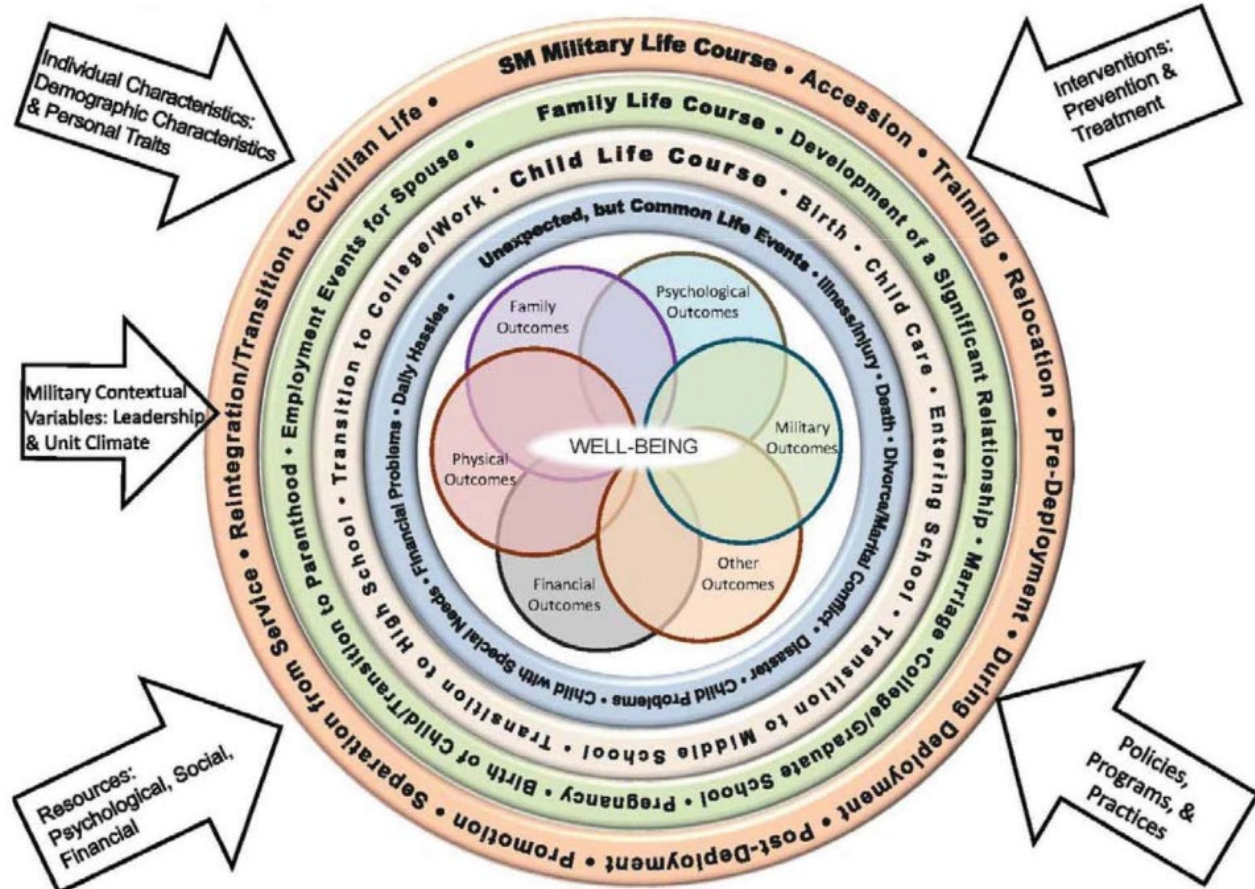 Individual Characteristics:
Demographic Characteristics
& Personal Traits
Interventions:
Prevention &
Treatment
Military Contextual
Variables: Leadership
& Unit Climate
Resources:
Psychological, Social,
Financial
Policies,
Programs, &
Practices
SM Military Life Course • Accession • Training • Relocation • Pre-Deployment • During Deployment • Post-Deployment • Promotion • Separation from Service • Reintegration/Transition to Civilian Life •
Family Life Course • Development of a Significant Relationship • Marriage •College/Graduate School • Pregnancy • Birth of Child/Transition to Parenthood • Employment Events for Spouse •
Child Life Course • Birth • Child Care • Entering School • Transition to Middle School • Transition to High School • Transition to College/Work •
Unexpected, but Common Life Events • Illness/Injury • Death • Divorce/Marital Conflict • Disaster • Child Problems • Child with Special Needs • Financial Problems • Daily Hassles •
Family
Outcomes
Psychological
Outcomes
Physical
Outcomes
WELL-BEING
Military
Outcomes
Financial
Outcomes
Other
Outcomes